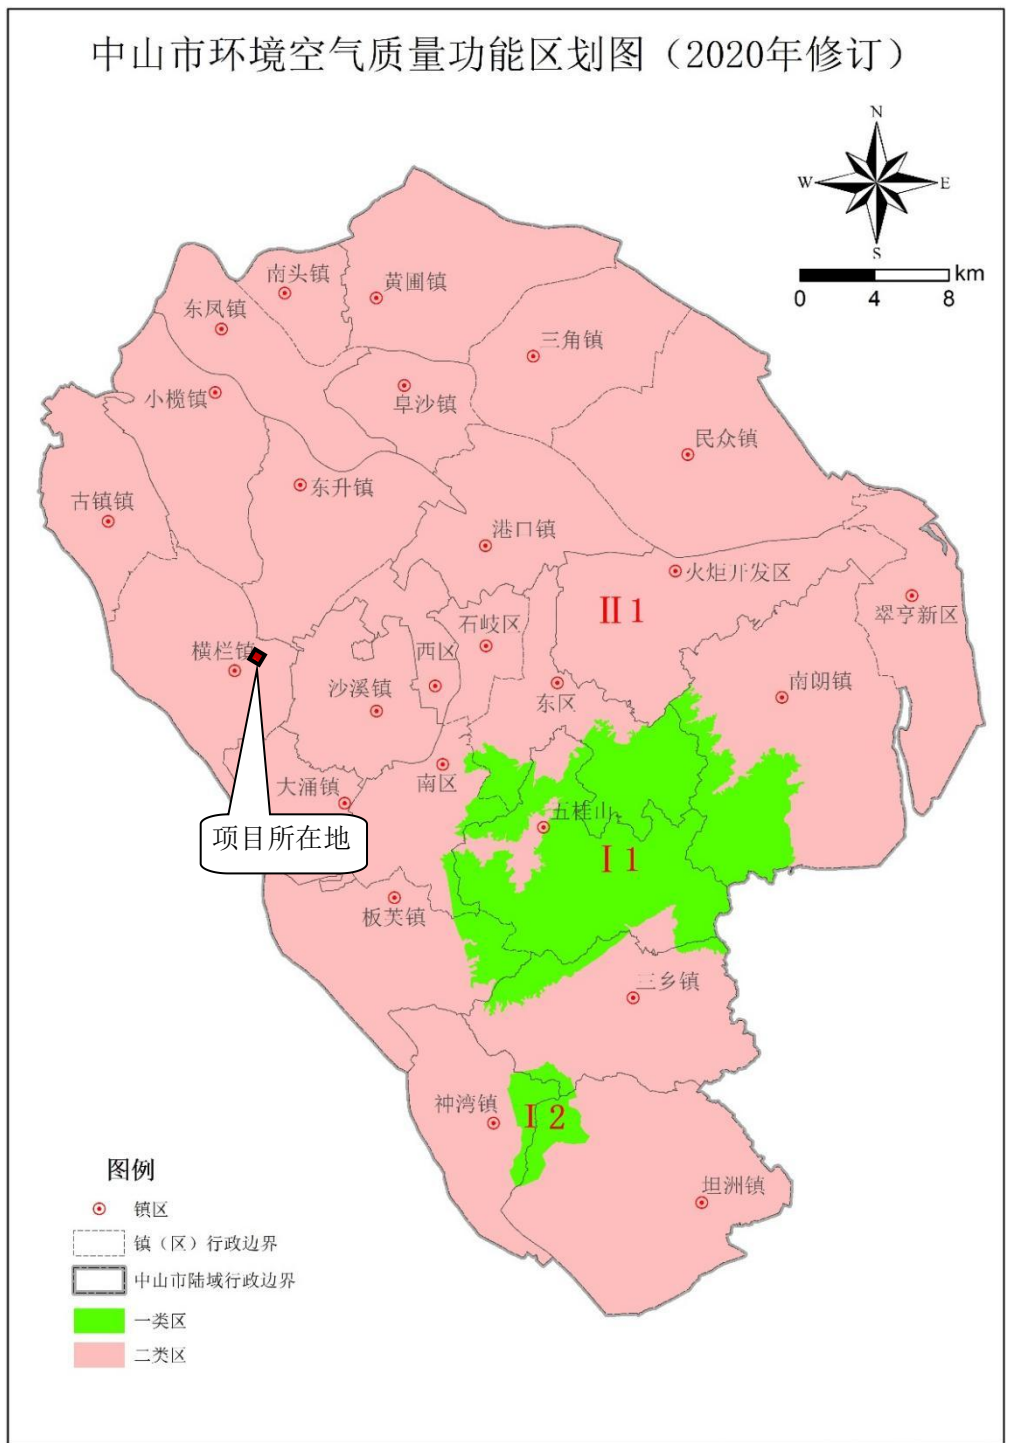 中山市环境空气质量功能区划图（2020年修订）
N
W
E
S
km
0 4 8
南头镇
黄圃镇
东凤镇
三角镇
小榄镇
阜沙镇
民众镇
古镇镇
东升镇
港口镇
火炬开发区
II 1
翠亨新区
石岐区
横栏镇
西区
沙溪镇
东区
南朗镇
南区
大涌镇
五桂山
项目所在地
I 1
板芙镇
三乡镇
神湾镇
I 2
坦洲镇
图例
镇区
镇（区）行政边界
中山市陆域行政边界
一类区
二类区